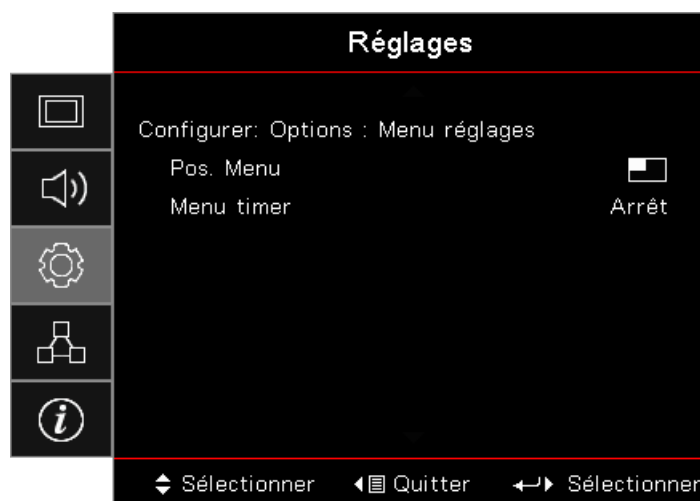 Réglages
Configurer: Options : Menu réglages
Pos. Menu
Menu timer Arrêt
Sélectionner Quitter Sélectionner